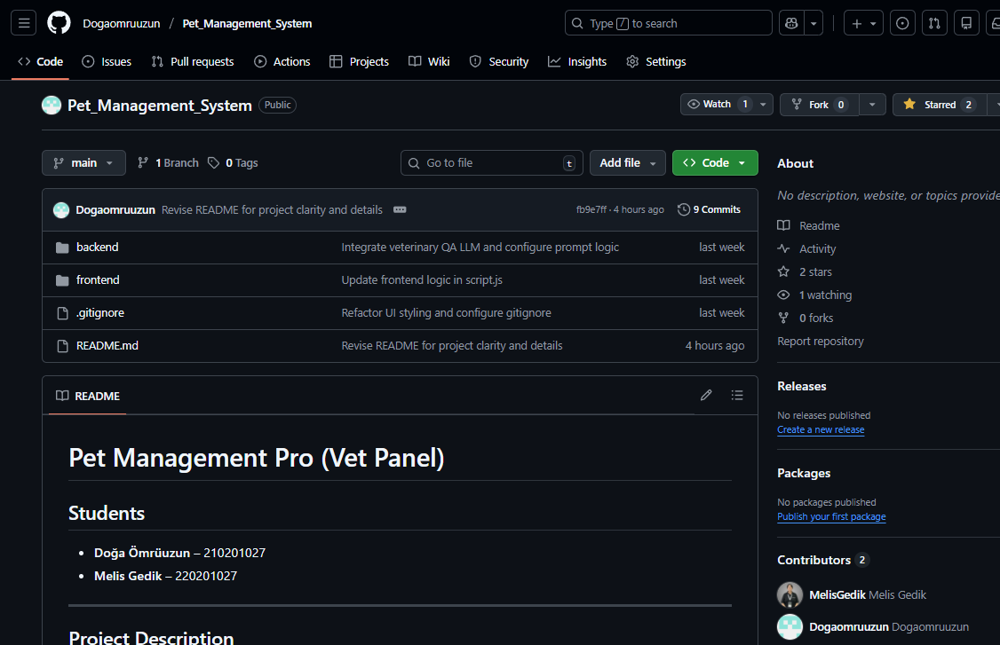 Dogaomruuzun / Pet_Management_System
Type / to search
Code Issues Pull requests Actions Projects Wiki Security Insights Settings
Pet_Management_System Public
Watch 1 Fork 0 Starred 2
main 1 Branch 0 Tags
Go to file t Add file Code
Dogaomruuzun Revise README for project clarity and details fb9e7ff · 4 hours ago 9 Commits
backend Integrate veterinary QA LLM and configure prompt logic last week
frontend Update frontend logic in script.js last week
.gitignore Refactor UI styling and configure gitignore last week
README.md Revise README for project clarity and details 4 hours ago
README
Pet Management Pro (Vet Panel)
Students
• Doğa Ömrüuzun – 210201027
• Melis Gedik – 220201027
Project Description
About
No description, website, or topics provide
Readme
Activity
2 stars
1 watching
0 forks
Report repository
Releases
No releases published
Create a new release
Packages
No packages published
Publish your first package
Contributors 2
MelisGedik Melis Gedik
Dogaomruuzun Dogaomruuzun